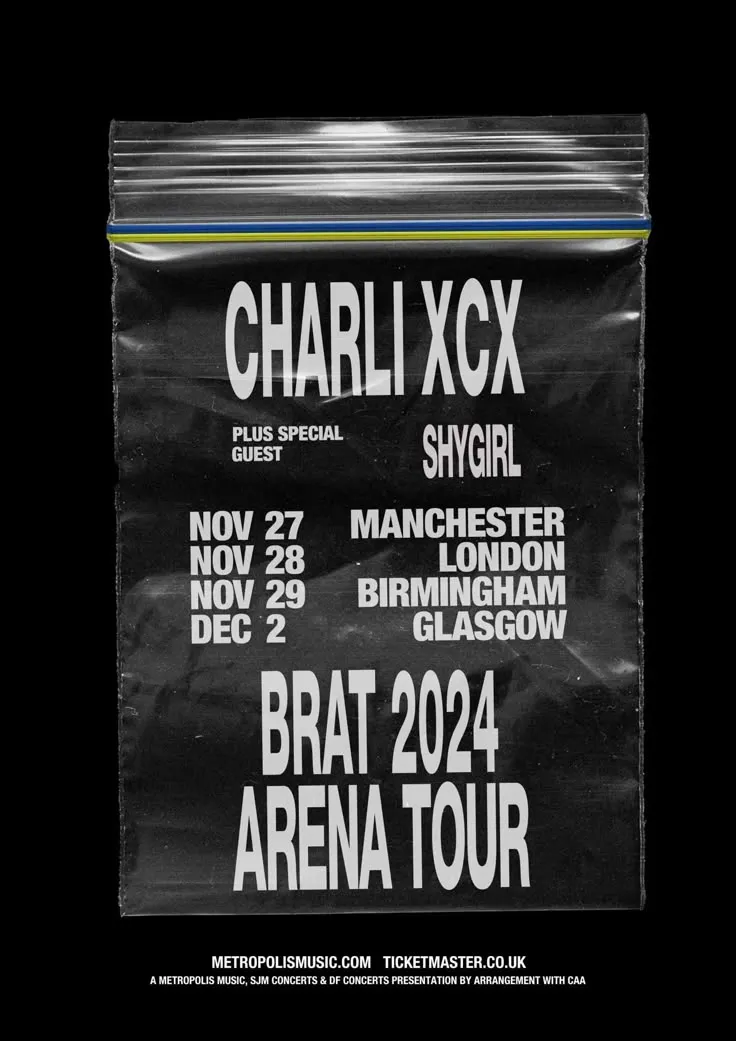 CHARLI XCX
PLUS SPECIAL
GUEST
SHYGIRL
NOV 27 MANCHESTER
NOV 28 LONDON
NOV 29 BIRMINGHAM
DEC 2 GLASGOW
BRAT 2024
ARENA TOUR
METROPOLISMUSIC.COM TICKETMASTER.CO.UK
A METROPOLIS MUSIC, SJM CONCERTS & DF CONCERTS PRESENTATION BY ARRANGEMENT WITH CAA